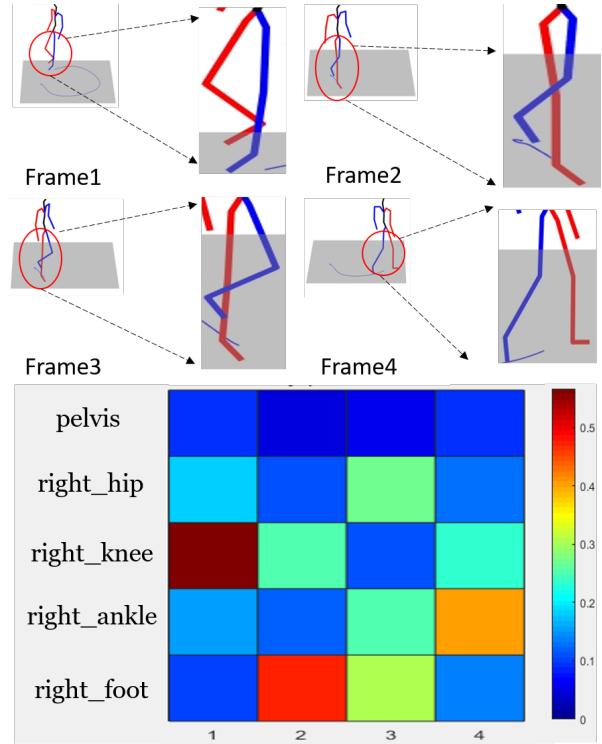 Frame1
Frame2
Frame3
Frame4
pelvis
right_hip
right_knee
right_ankle
right_foot
0.5
0.4
0.3
0.2
0.1
0
1 2 3 4